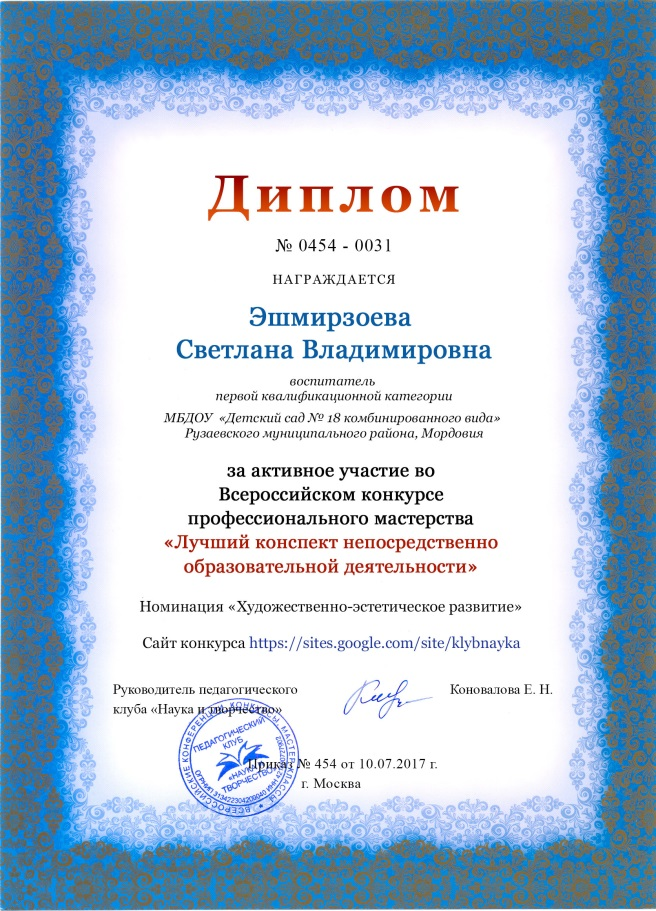 Диплом
№ 0454 - 0031
НАГРАЖДАЕТСЯ
Эшмирзоева
Светлана Владимировна
воспитатель
первой квалификационной категории
МБДОУ «Детский сад № 18 комбинированного вида»
Рузаевского муниципального района, Мордовия
за активное участие во
Всероссийском конкурсе
профессионального мастерства
«Лучший конспект непосредственно
образовательной деятельности»
Номинация «Художественно-эстетическое развитие»
Сайт конкурса https://sites.google.com/site/klybnayka
Руководитель педагогического
клуба «Наука и творчество»
Коновалова Е. Н.
ВСЕРОССИЙСКИЕ КОНФЕРЕНЦИИ, КОНКУРСЫ, МАСТЕР-КЛАССЫ
ПЕДАГОГИЧЕСКИЙ
КЛУБ
«НАУКА И
ТВОРЧЕСТВО»
Приказ № 454 от 10.07.2017 г.
г. Москва